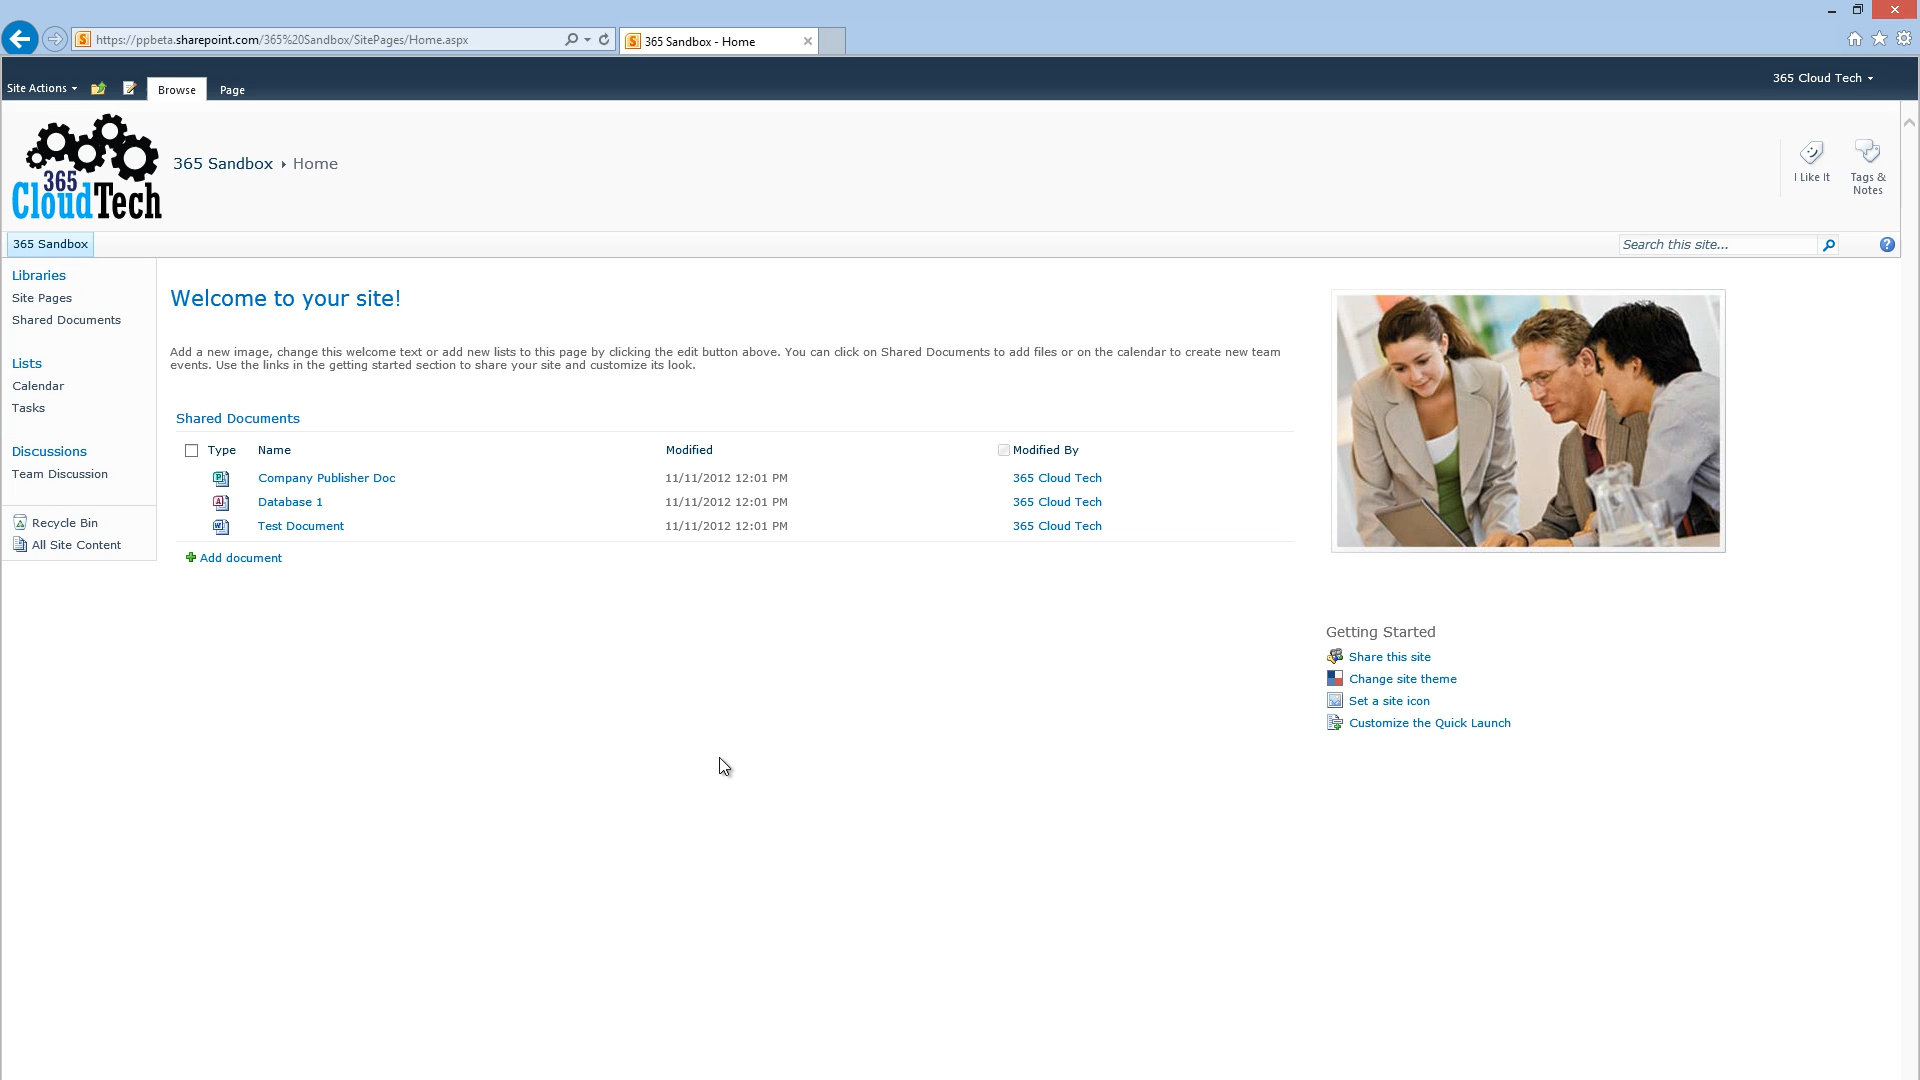 https://ppbeta.sharepoint.com/365%20Sandbox/SitePages/Home.aspx
365 Sandbox - Home
Site Actions
Browse
Page
365 Cloud Tech
365
CloudTech
365 Sandbox
Home
I Like It
Tags &
Notes
365 Sandbox
Search this site...
Libraries
Site Pages
Shared Documents
Lists
Calendar
Tasks
Discussions
Team Discussion
Recycle Bin
All Site Content
Welcome to your site!
Add a new image, change this welcome text or add new lists to this page by clicking the edit button above. You can click on Shared Documents to add files or on the calendar to create new team
events. Use the links in the getting started section to share your site and customize its look.
Shared Documents
Type Name Modified Modified By
Company Publisher Doc 11/11/2012 12:01 PM 365 Cloud Tech
Database 1 11/11/2012 12:01 PM 365 Cloud Tech
Test Document 11/11/2012 12:01 PM 365 Cloud Tech
Add document
Getting Started
Share this site
Change site theme
Set a site icon
Customize the Quick Launch